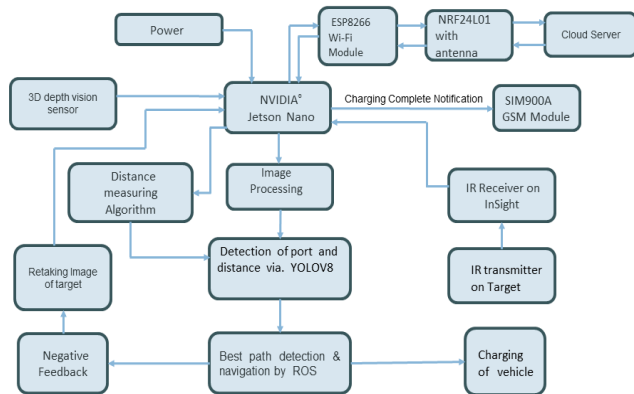 Power
ESP8266
Wi-Fi
Module
NRF24L01
with
antenna
Cloud Server
3D depth vision
sensor
NVIDIA°
Jetson Nano
Charging Complete Notification
SIM900A
GSM Module
Distance
measuring
Algorithm
Image
Processing
IR Receiver on
InSight
Retaking Image
of target
Detection of port and
distance via. YOLOV8
IR transmitter
on Target
Negative
Feedback
Best path detection &
navigation by ROS
Charging
of vehicle